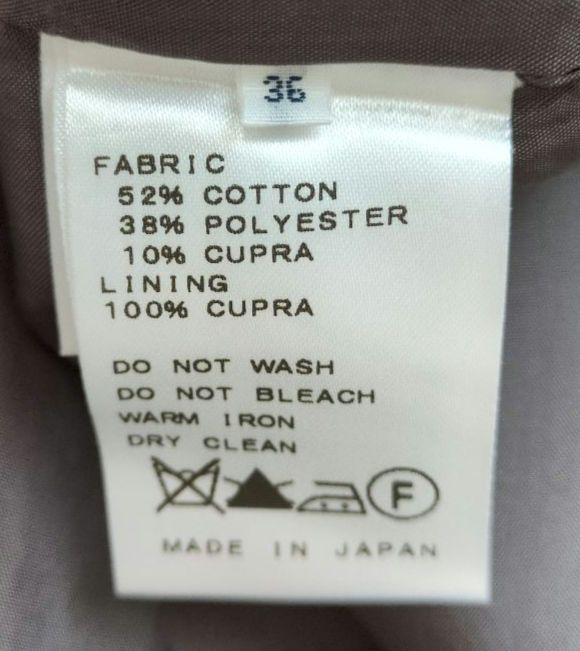 36
FABRIC
52% COTTON
38% POLYESTER
10% CUPRA
LINING
100% CUPRA
DO NOT WASH
DO NOT BLEACH
WARM IRON
DRY CLEAN
F
MADE IN JAPAN